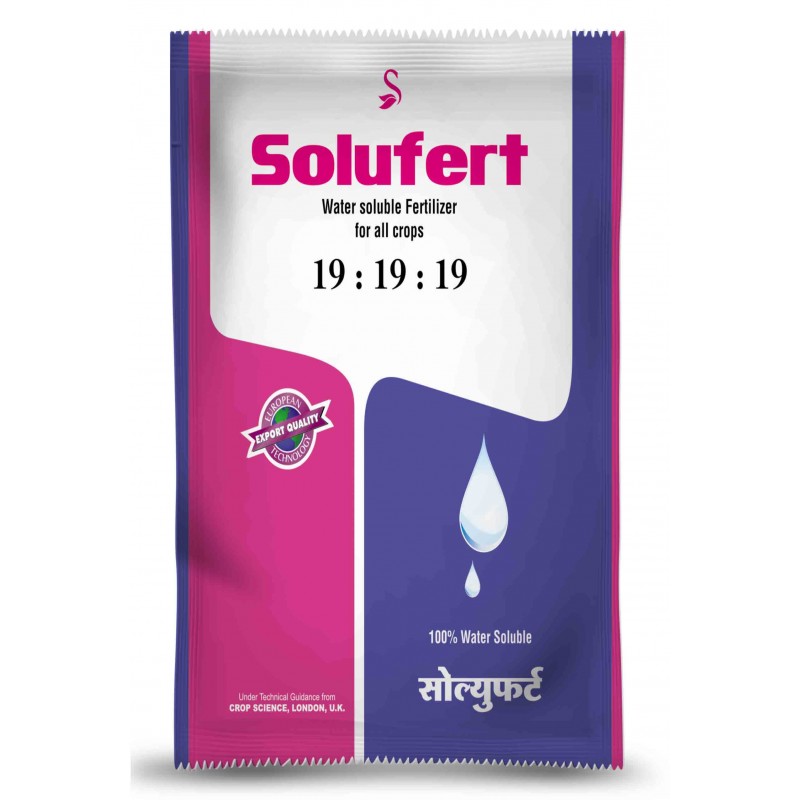 Solufert
Water soluble Fertilizer
for all crops
19 : 19 : 19
EUROPEAN
EXPORT QUALITY
TECHNOLOGY
100% Water Soluble
सोल्युफर्ट
Under Technical Guidance from
CROP SCIENCE, LONDON, U.K.